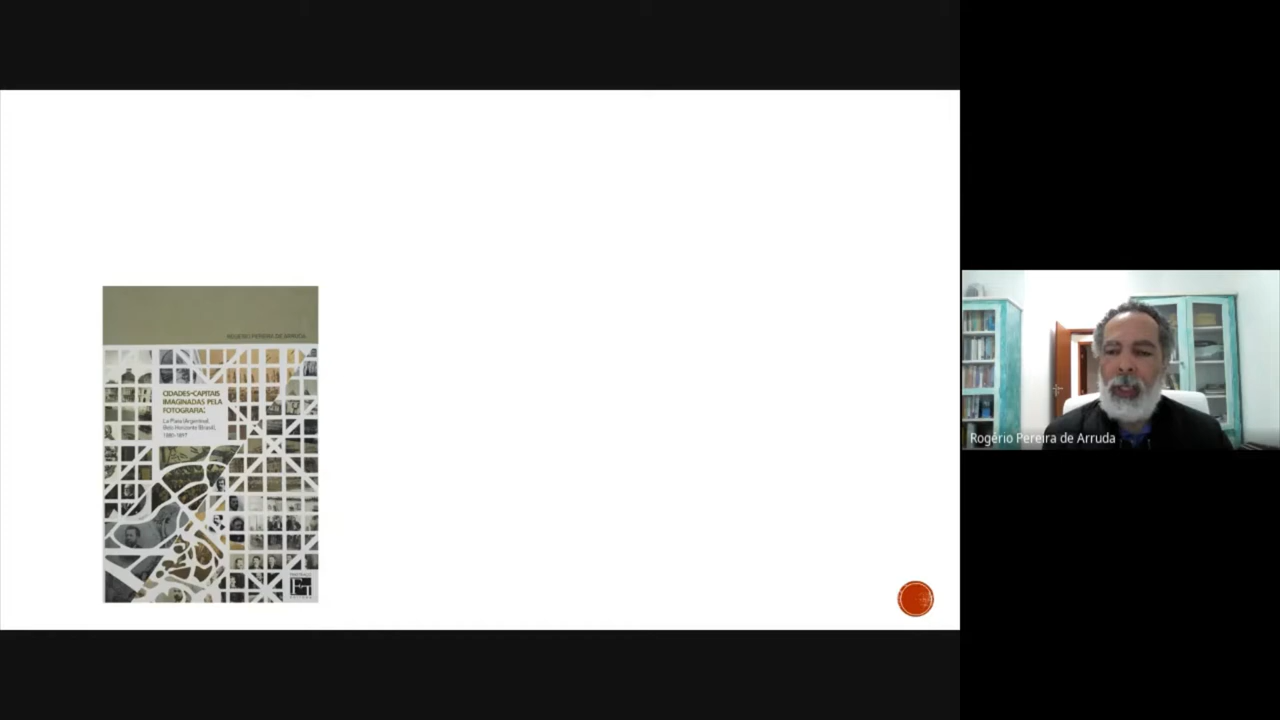 ROGÉRIO PEREIRA DE ARRUDA
CIDADES-CAPITAIS
IMAGINADAS PELA
FOTOGRAFIA:
La Plata (Argentina),
Belo Horizonte (Brasil),
1880-1897
Rogério Pereira de Arruda